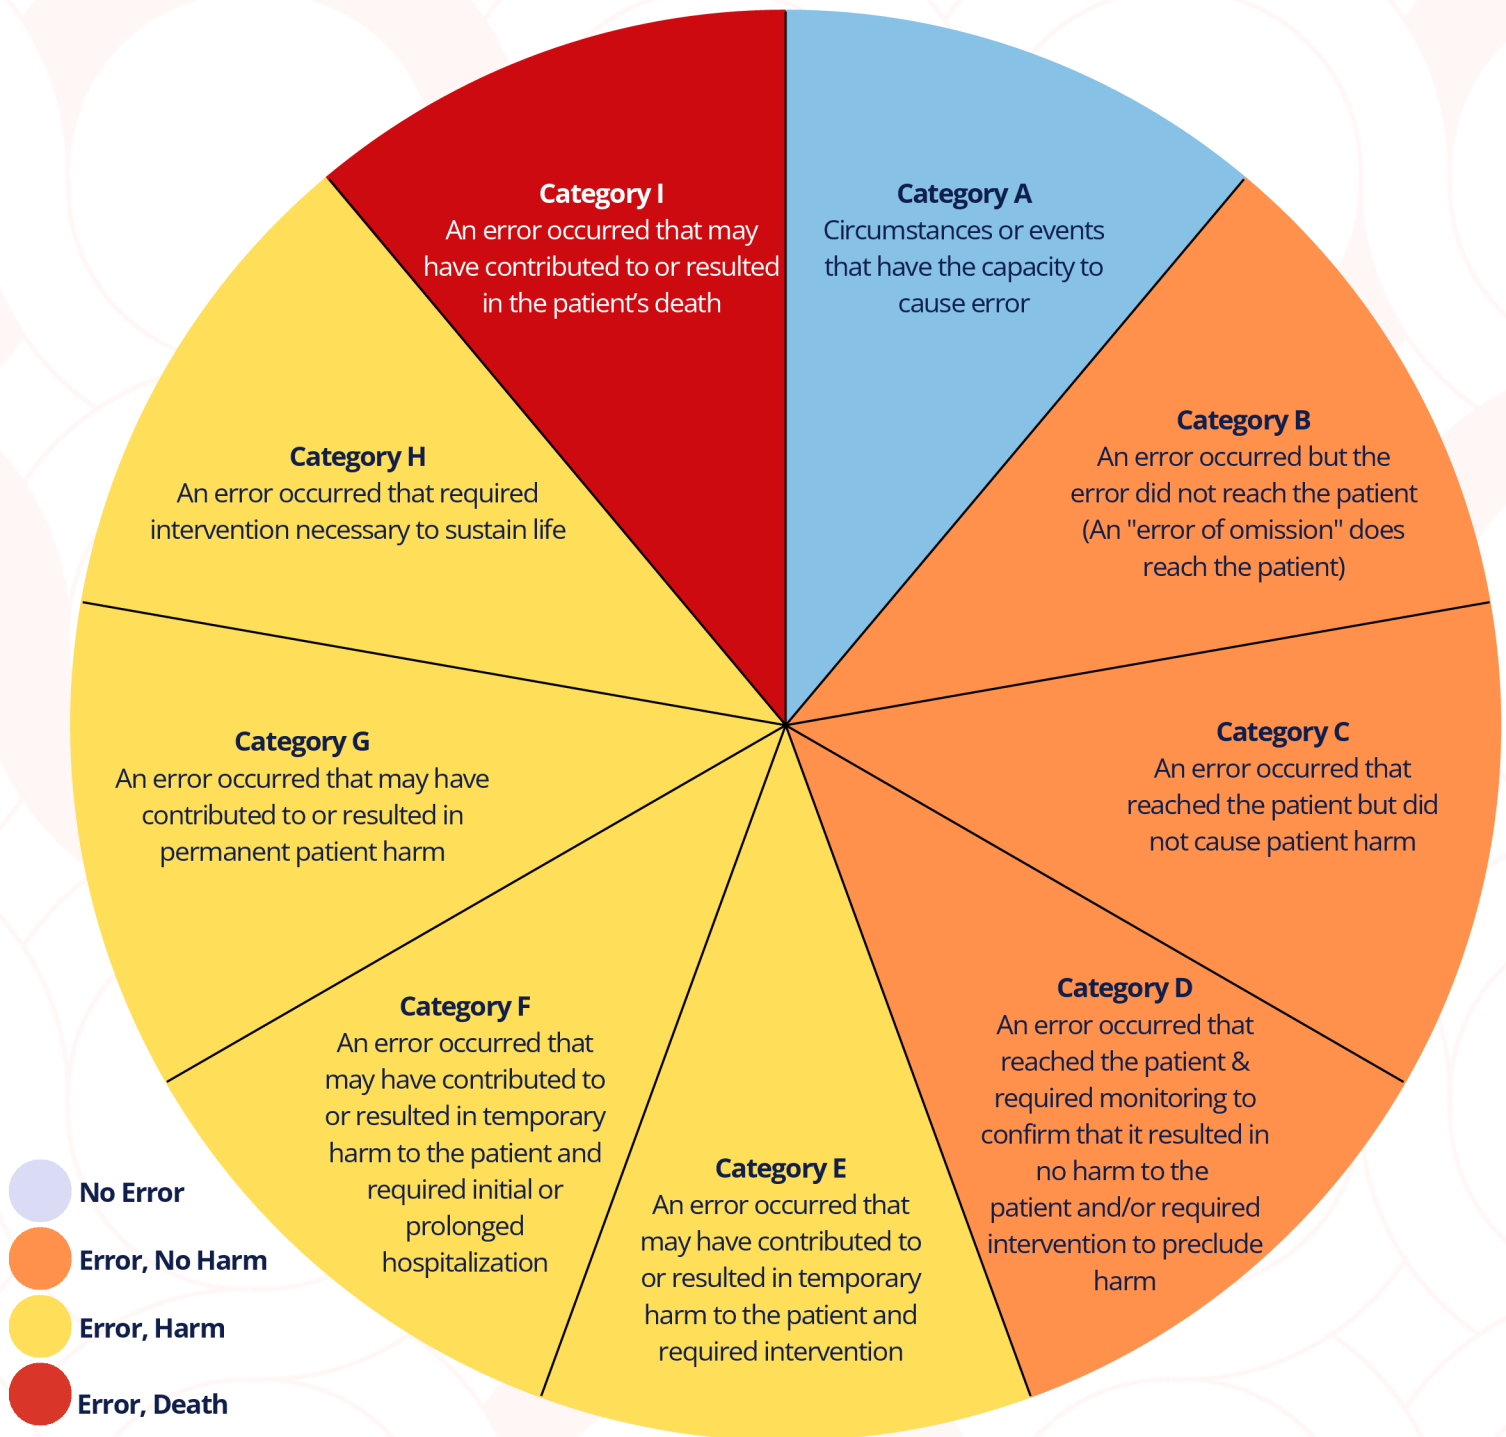 Category I
An error occurred that may
have contributed to or resulted
in the patient’s death
Category A
Circumstances or events
that have the capacity to
cause error
Category B
An error occurred but the
error did not reach the patient
(An "error of omission" does
reach the patient)
Category C
An error occurred that
reached the patient but did
not cause patient harm
Category D
An error occurred that
reached the patient &
required monitoring to
confirm that it resulted in
no harm to the
patient and/or required
intervention to preclude
harm
Category E
An error occurred that
may have contributed to
or resulted in temporary
harm to the patient and
required intervention
Category F
An error occurred that
may have contributed to
or resulted in temporary
harm to the patient and
required initial or
prolonged
hospitalization
Category G
An error occurred that may have
contributed to or resulted in
permanent patient harm
Category H
An error occurred that required
intervention necessary to sustain life
No Error
Error, No Harm
Error, Harm
Error, Death